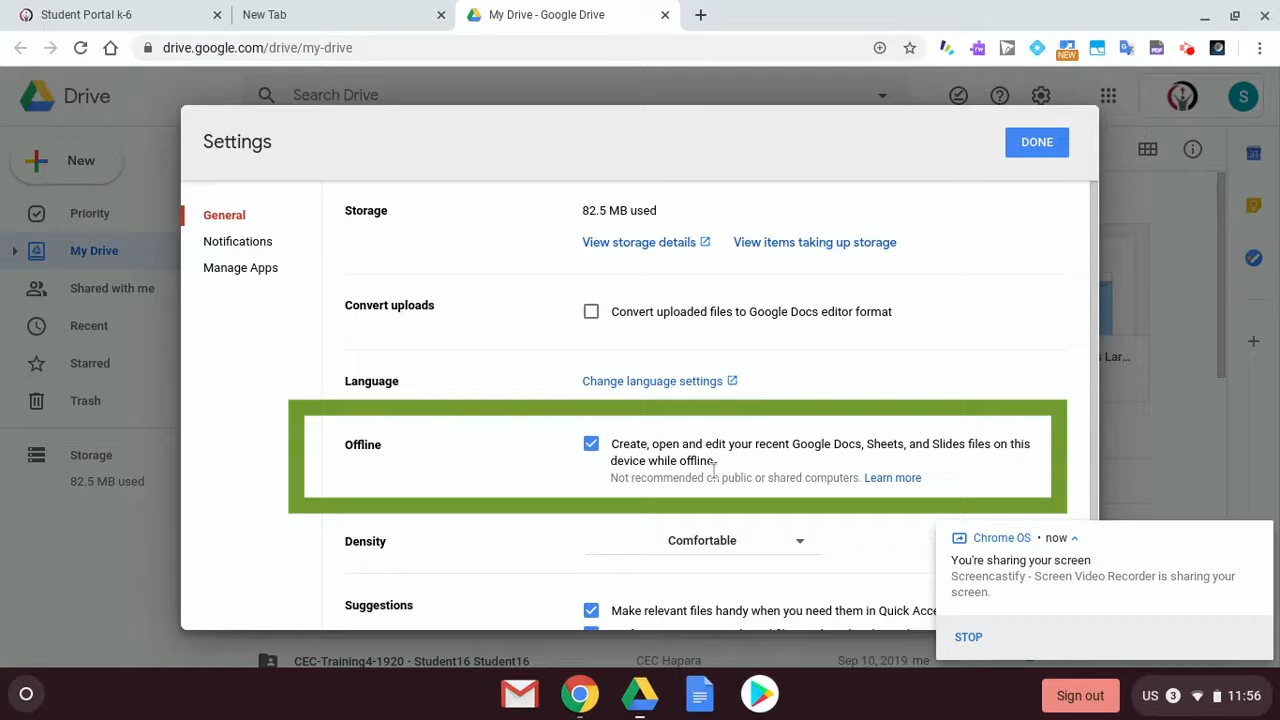 Student Portal k-6
New Tab
My Drive - Google Drive
drive.google.com/drive/my-drive
NEW
PDF
Drive
Search Drive
S
Settings
DONE
New
Priority
My Drive
Shared with me
Recent
Starred
Trash
Storage
82.5 MB used
General
Notifications
Manage Apps
Storage
82.5 MB used
View storage details
View items taking up storage
Convert uploads
Convert uploaded files to Google Docs editor format
Language
Change language settings
Offline
Create, open and edit your recent Google Docs, Sheets, and Slides files on this
device while offline
Not recommended on public or shared computers. Learn more
Density
Comfortable
Suggestions
Make relevant files handy when you need them in Quick Acce
s Lar...
Chrome OS • now
You're sharing your screen
Screencastify - Screen Video Recorder is sharing your
screen.
STOP
CEC-Training4-1920 - Student16 Student16
CEC Hapara
Sep 10, 2019 me
Sign out
US 3 11:56